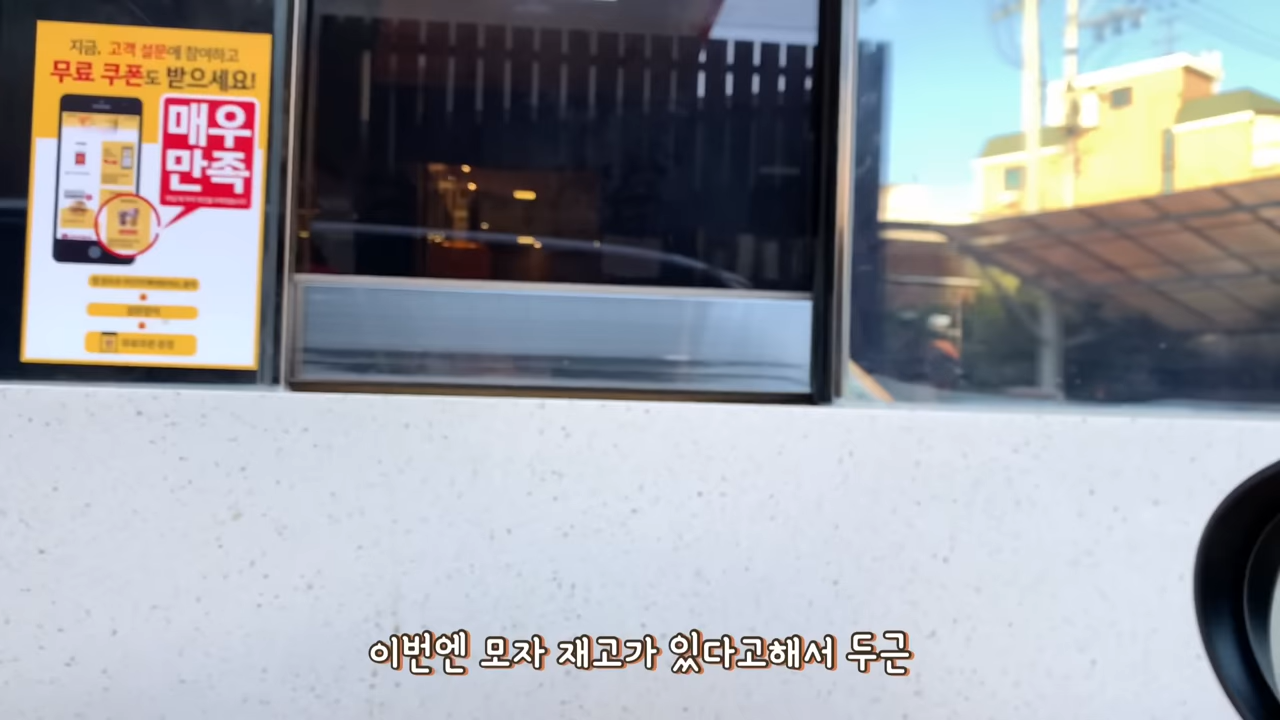 지금, 고객 설문에 참여하고
무료 쿠폰도 받으세요!
매우
만족
이번엔 모자 재고가 있다고해서 두근